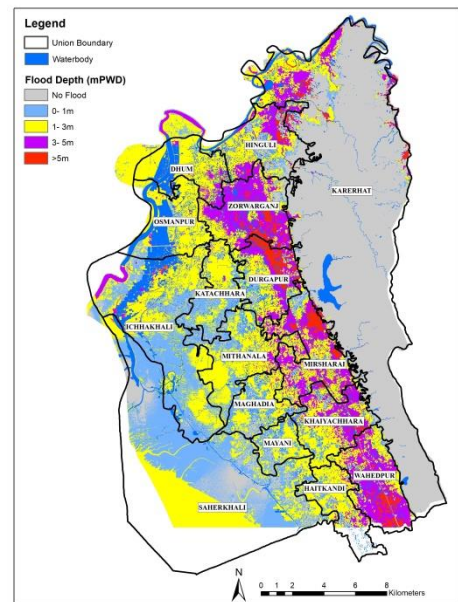 Legend
Union Boundary
Waterbody
Flood Depth (mPWD)
No Flood
0- 1m
1- 3m
3- 5m
>5m
HINGULI
DHUM
KARERHAT
ZORWARGANJ
OSMANPUR
DURGAPUR
KATACHHARA
ICHHAKHALI
MITHANALA
MIRSHARAI
MAGHADIA
KHAIYACHHARA
MAYANI
WAHEDPUR
HAITKANDI
SAHERKHALI
N
0 1 2 4 6 8
Kilometers